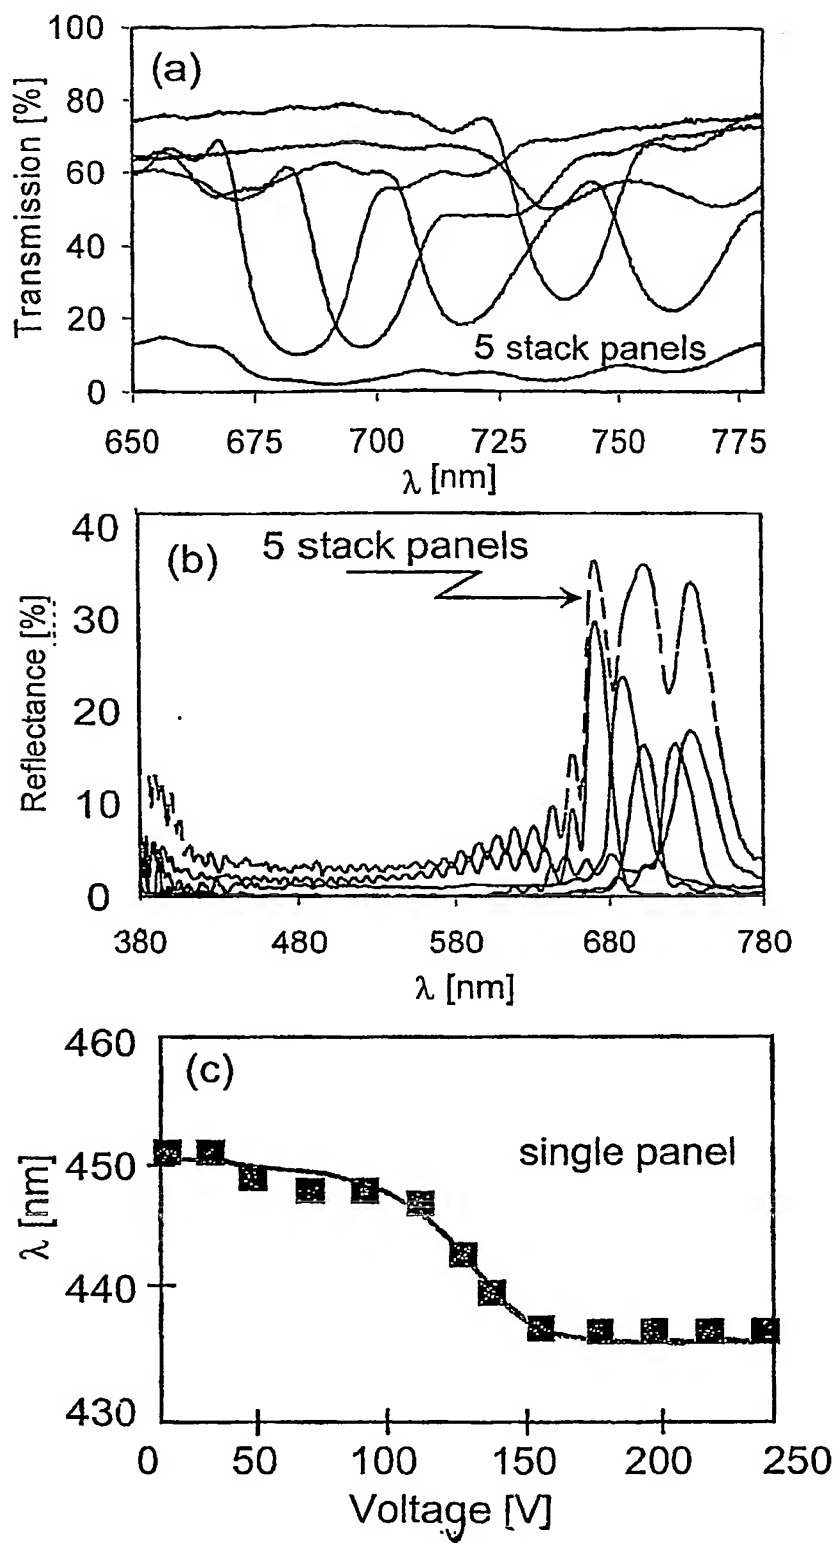 (a)
Transmission [%]
100
80
60
40
20
0
5 stack panels
650 675 700 725 750 775
λ [nm]
(b)
Reflectance [%]
40
30
20
10
0
5 stack panels
380 480 580 680 780
λ [nm]
(c)
λ [nm]
460
450
440
430
single panel
0 50 100 150 200 250
Voltage [V]